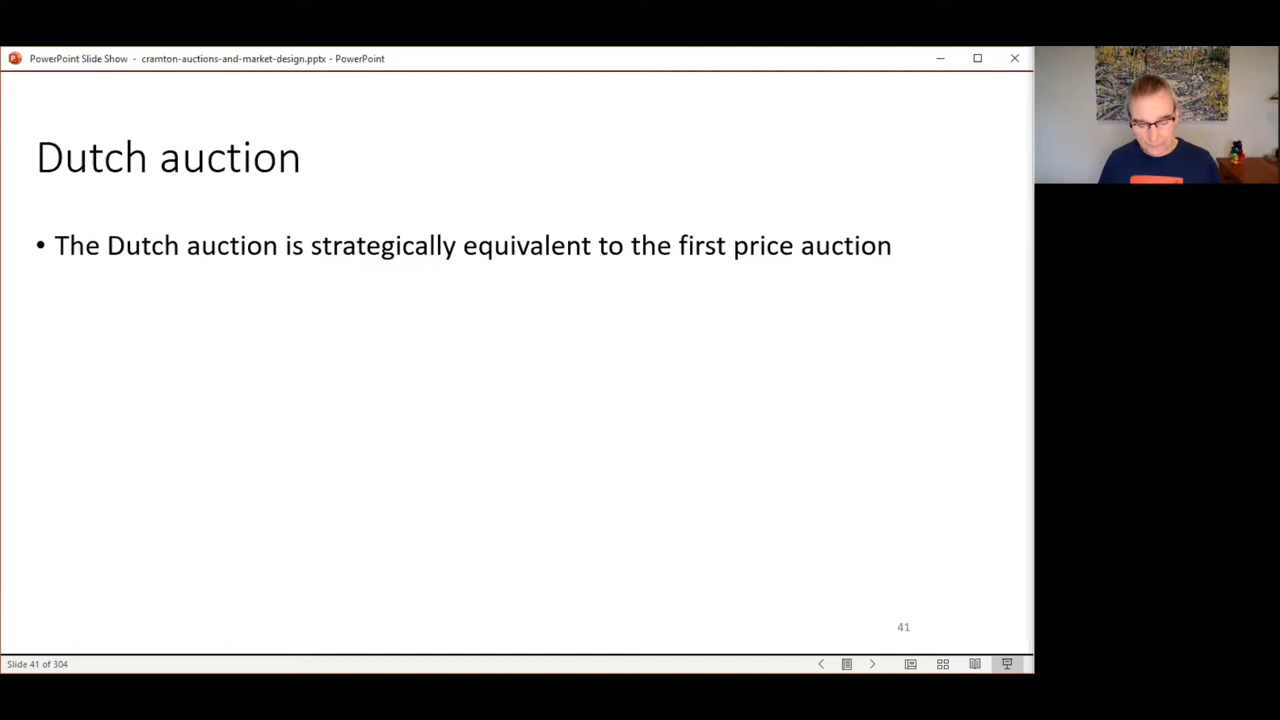 PowerPoint Slide Show - cramton-auctions-and-market-design.pptx - PowerPoint
Dutch auction
• The Dutch auction is strategically equivalent to the first price auction
41
Slide 41 of 304